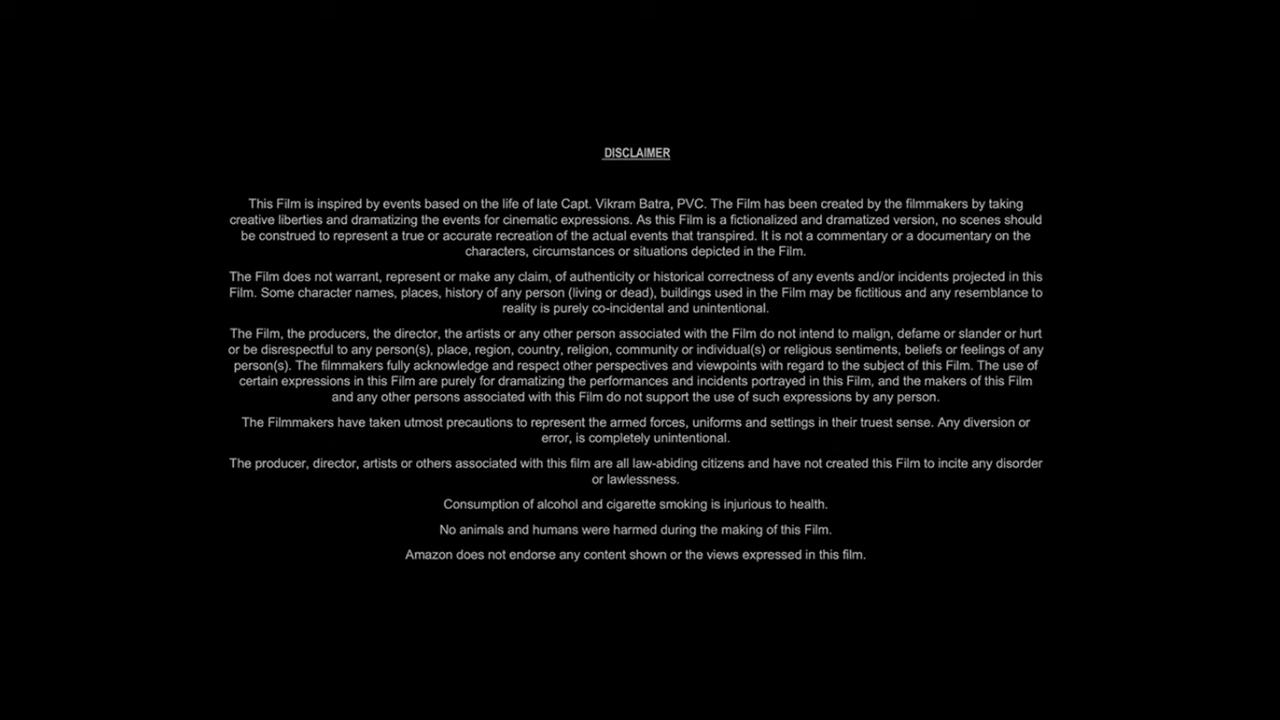 DISCLAIMER
This Film is inspired by events based on the life of late Capt. Vikram Batra, PVC. The Film has been created by the filmmakers by taking
creative liberties and dramatizing the events for cinematic expressions. As this Film is a fictionalized and dramatized version, no scenes should
be construed to represent a true or accurate recreation of the actual events that transpired. It is not a commentary or a documentary on the
characters, circumstances or situations depicted in the Film.
The Film does not warrant, represent or make any claim, of authenticity or historical correctness of any events and/or incidents projected in this
Film. Some character names, places, history of any person (living or dead), buildings used in the Film may be fictitious and any resemblance to
reality is purely co-incidental and unintentional.
The Film, the producers, the director, the artists or any other person associated with the Film do not intend to malign, defame or slander or hurt
or be disrespectful to any person(s), place, region, country, religion, community or individual(s) or religious sentiments, beliefs or feelings of any
person(s). The filmmakers fully acknowledge and respect other perspectives and viewpoints with regard to the subject of this Film. The use of
certain expressions in this Film are purely for dramatizing the performances and incidents portrayed in this Film, and the makers of this Film
and any other persons associated with this Film do not support the use of such expressions by any person.
The Filmmakers have taken utmost precautions to represent the armed forces, uniforms and settings in their truest sense. Any diversion or
error, is completely unintentional.
The producer, director, artists or others associated with this film are all law-abiding citizens and have not created this Film to incite any disorder
or lawlessness.
Consumption of alcohol and cigarette smoking is injurious to health.
No animals and humans were harmed during the making of this Film.
Amazon does not endorse any content shown or the views expressed in this film.